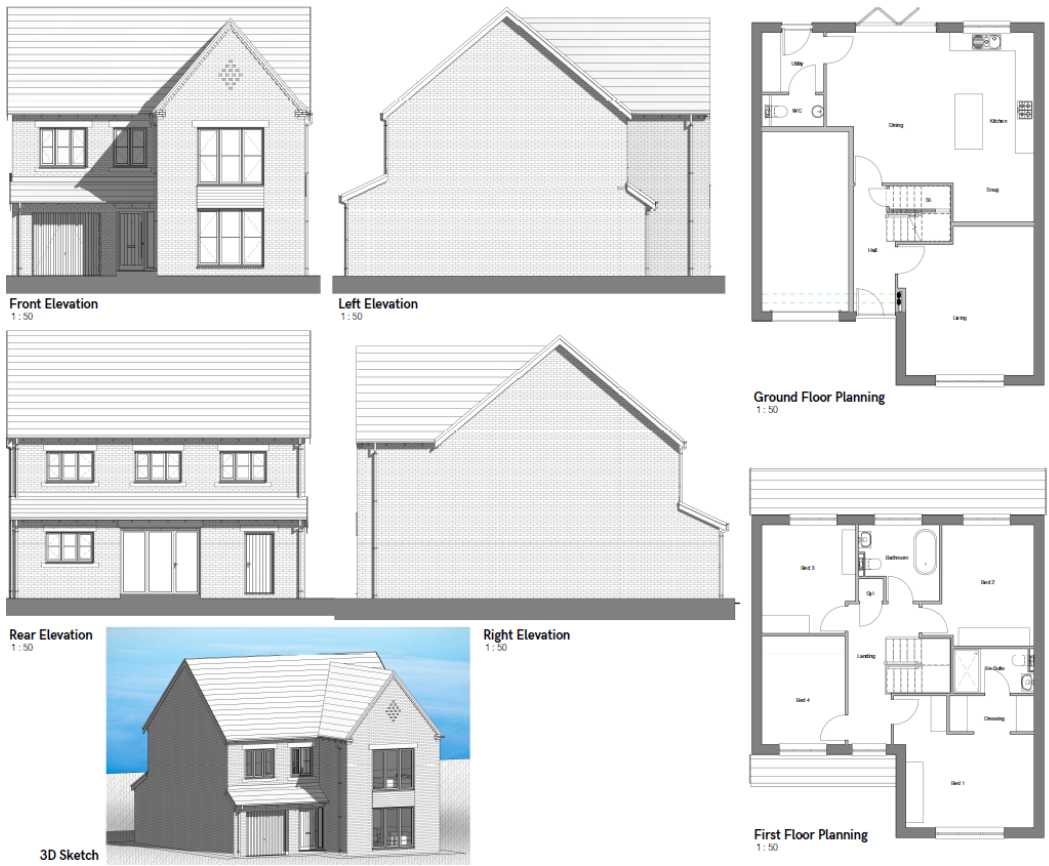 Front Elevation
1 : 50
Left Elevation
1 : 50
Utility
WC
Dining
Kitchen
Snug
St.
Hall
Living
Ground Floor Planning
1 : 50
Rear Elevation
1 : 50
Right Elevation
1 : 50
3D Sketch
Bed 3
Bathroom
Bed 2
Cyl
Landing
En-Suite
Bed 4
Dressing
Bed 1
First Floor Planning
1 : 50